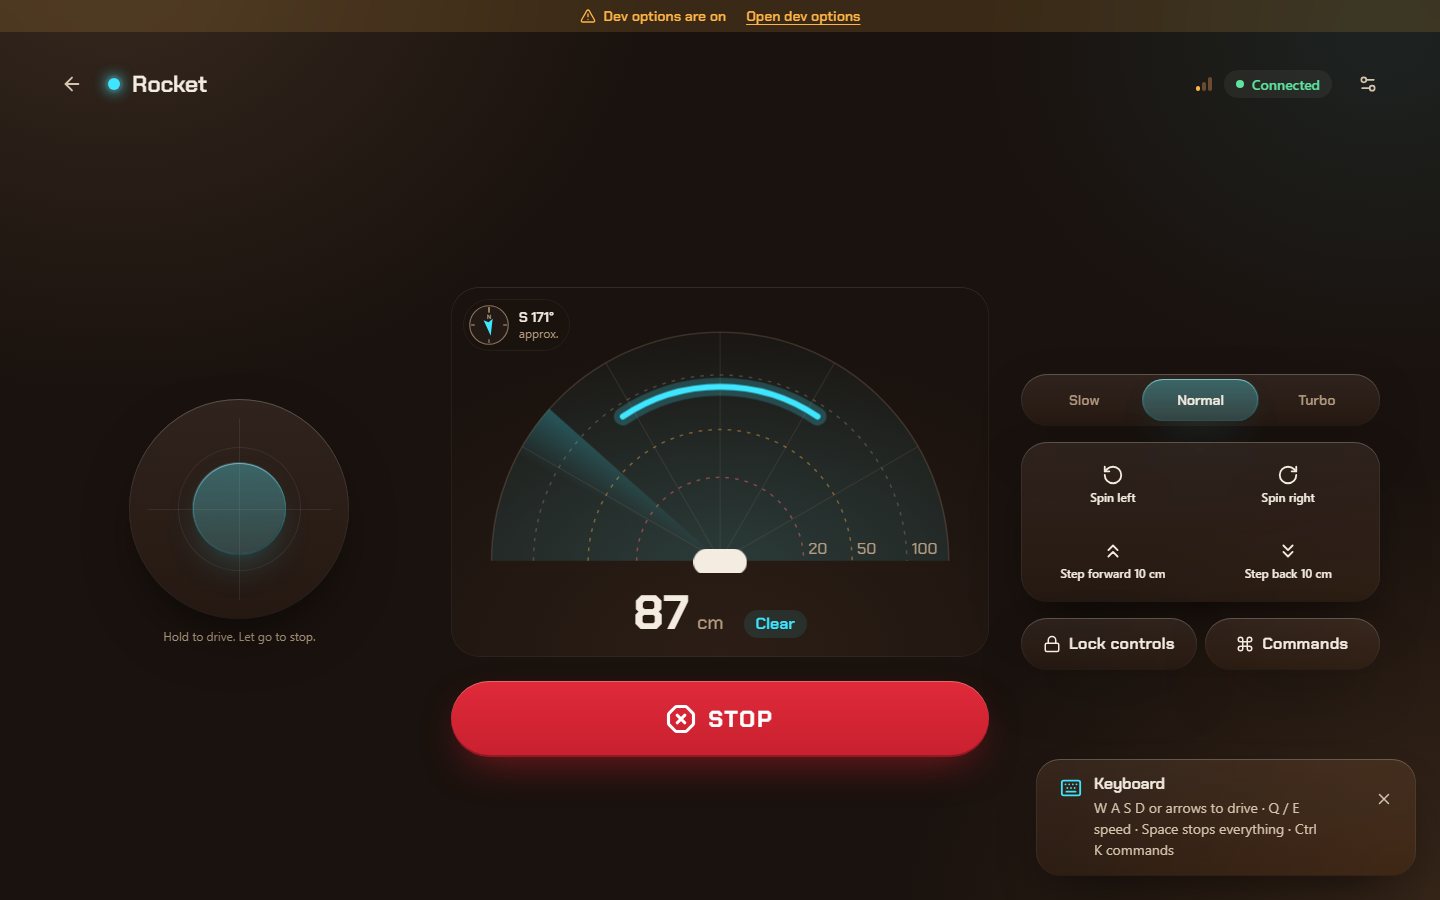 Dev options are on Open dev options
Rocket
Connected
N
S 171°
approx.
20 50 100
87 cm Clear
Hold to drive. Let go to stop.
STOP
Slow Normal Turbo
Spin left Spin right
Step forward 10 cm Step back 10 cm
Lock controls Commands
Keyboard
W A S D or arrows to drive · Q / E
speed · Space stops everything · Ctrl
K commands